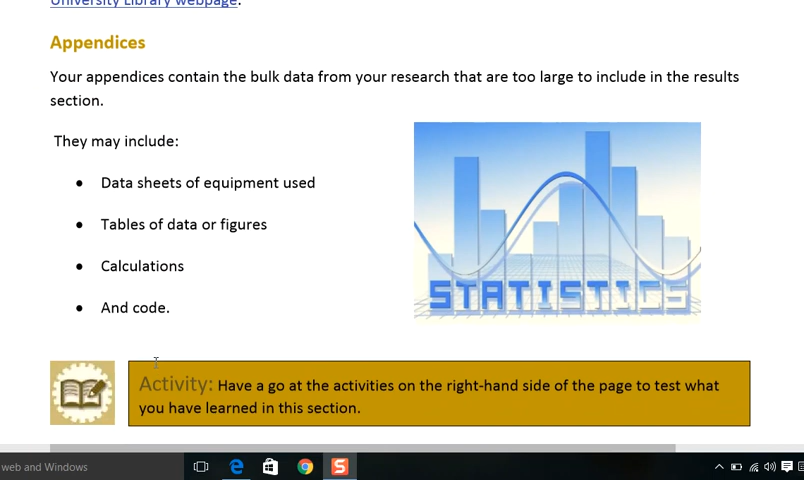 University Library webpage.
Appendices
Your appendices contain the bulk data from your research that are too large to include in the results
section.
They may include:
• Data sheets of equipment used
• Tables of data or figures
• Calculations
• And code.
STATISTICS
Activity: Have a go at the activities on the right-hand side of the page to test what
you have learned in this section.
web and Windows
S